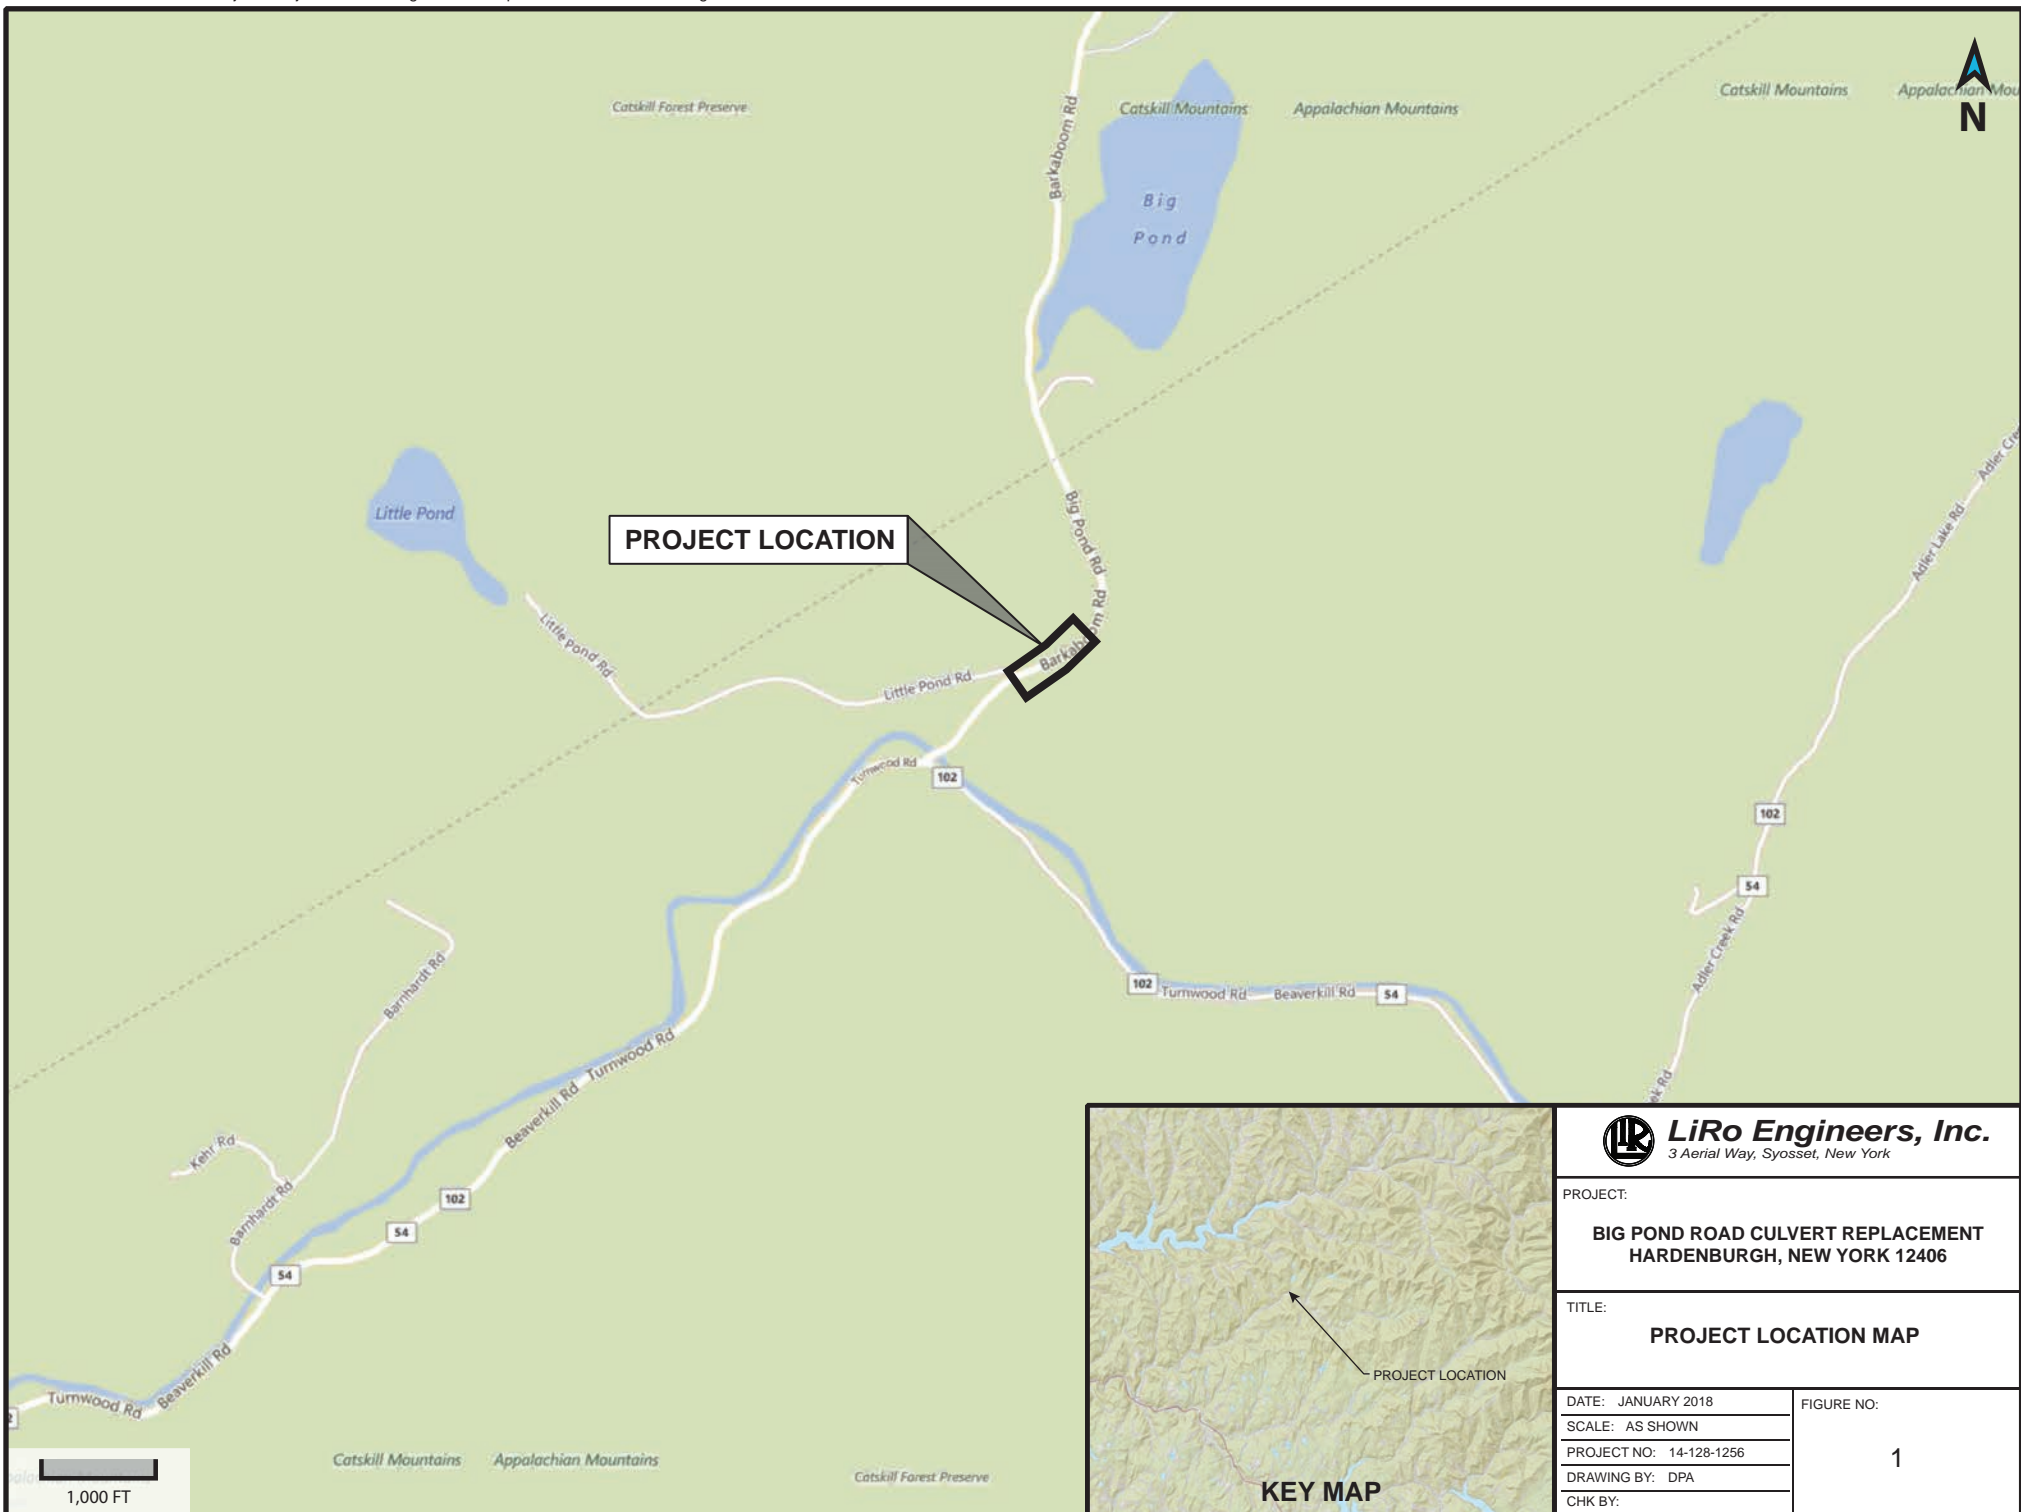 Catskill Forest Preserve
Catskill Mountains
Appalachian Mountains
Catskill Mountains
N
Barkaboom Rd
Big
Pond
Little Pond
PROJECT LOCATION
Big Pond Rd
Adler Lake Rd
Little Pond Rd
Little Pond Rd
Turnwood Rd
102
102
54
Adler Creek Rd
Barnhardt Rd
102
Turnwood Rd
Beaverkill Rd
54
Turnwood Rd
Beaverkill Rd
Kehr Rd
Barnhardt Rd
102
54
54
Beaverkill Rd
Turnwood Rd
Catskill Mountains
Appalachian Mountains
Catskill Forest Preserve
1,000 FT
PROJECT LOCATION
KEY MAP
LiRo Engineers, Inc.
3 Aerial Way, Syosset, New York
PROJECT:
BIG POND ROAD CULVERT REPLACEMENT
HARDENBURGH, NEW YORK 12406
TITLE:
PROJECT LOCATION MAP
DATE: JANUARY 2018
SCALE: AS SHOWN
PROJECT NO: 14-128-1256
DRAWING BY: DPA
CHK BY:
FIGURE NO:
1